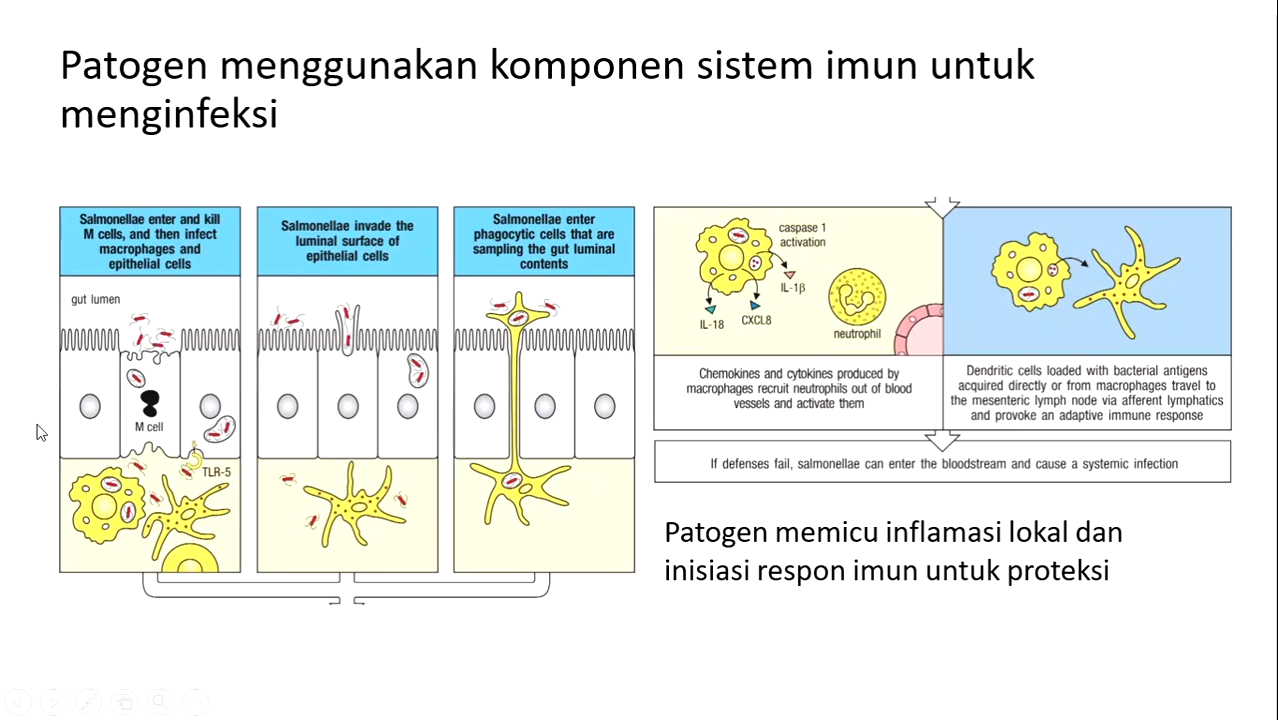 Patogen menggunakan komponen sistem imun untuk
menginfeksi
Salmonellae enter and kill
M cells, and then infect
macrophages and
epithelial cells
gut lumen
M cell
TLR-5
Salmonellae invade the
luminal surface of
epithelial cells
Salmonellae enter
phagocytic cells that are
sampling the gut luminal
contents
caspase 1
activation
IL-1β
IL-18
CXCL8
neutrophil
Chemokines and cytokines produced by
macrophages recruit neutrophils out of blood
vessels and activate them
Dendritic cells loaded with bacterial antigens
acquired directly or from macrophages travel to
the mesenteric lymph node via afferent lymphatics
and provoke an adaptive immune response
If defenses fail, salmonellae can enter the bloodstream and cause a systemic infection
Patogen memicu inflamasi lokal dan
inisiasi respon imun untuk proteksi